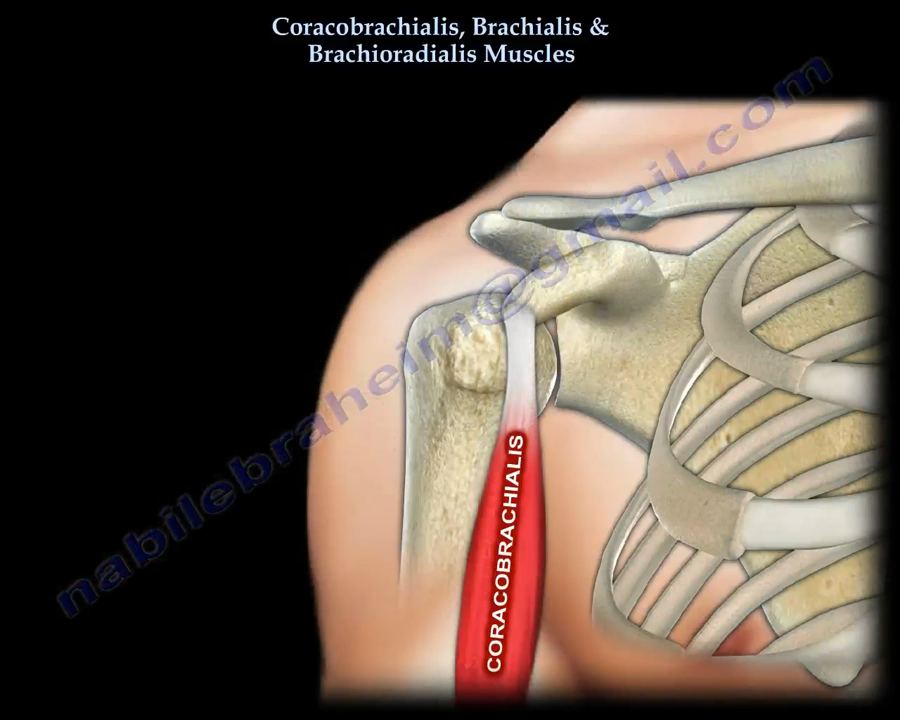 Coracobrachialis, Brachialis &
Brachioradialis Muscles
nabilebraheim@gmail.com
CORACOBRACHIALIS